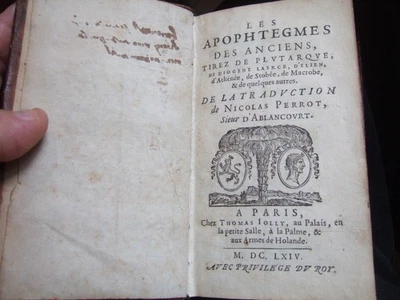 LES
APOPHTEGMES
DES ANCIENS,
TIREZ DE PLVTARQVE,
DE DIOGENE LAERCE, D'ELIEN,
d'Athénée, de Stobée, de Macrobe,
& de quelques autres.
DE LA TRADVCTION
de NICOLAS PERROT,
Sieur D'ABLANCOVRT.
A PARIS,
Chez THOMAS IOLLY, au Palais, en
la petite Salle, à la Palme, &
aux Armes de Holande.
M. DC. LXIV.
AVEC PRIVILEGE DV ROY.